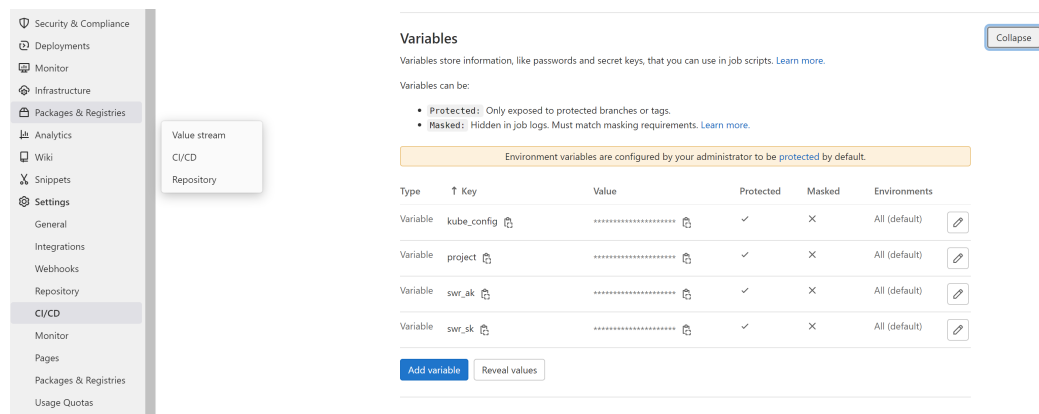 Security & Compliance
Deployments
Monitor
Infrastructure
Packages & Registries
Analytics
Wiki
Snippets
Settings
General
Integrations
Webhooks
Repository
CI/CD
Monitor
Pages
Packages & Registries
Usage Quotas
Value stream
CI/CD
Repository
Variables
Collapse
Variables store information, like passwords and secret keys, that you can use in job scripts. Learn more.
Variables can be:
• Protected: Only exposed to protected branches or tags.
• Masked: Hidden in job logs. Must match masking requirements. Learn more.
Environment variables are configured by your administrator to be protected by default.
Type ↑ Key Value Protected Masked Environments
Variable kube_config ********************* ✓ ✕ All (default)
Variable project ********************* ✓ ✕ All (default)
Variable swr_ak ********************* ✓ ✕ All (default)
Variable swr_sk ********************* ✓ ✕ All (default)
Add variable Reveal values